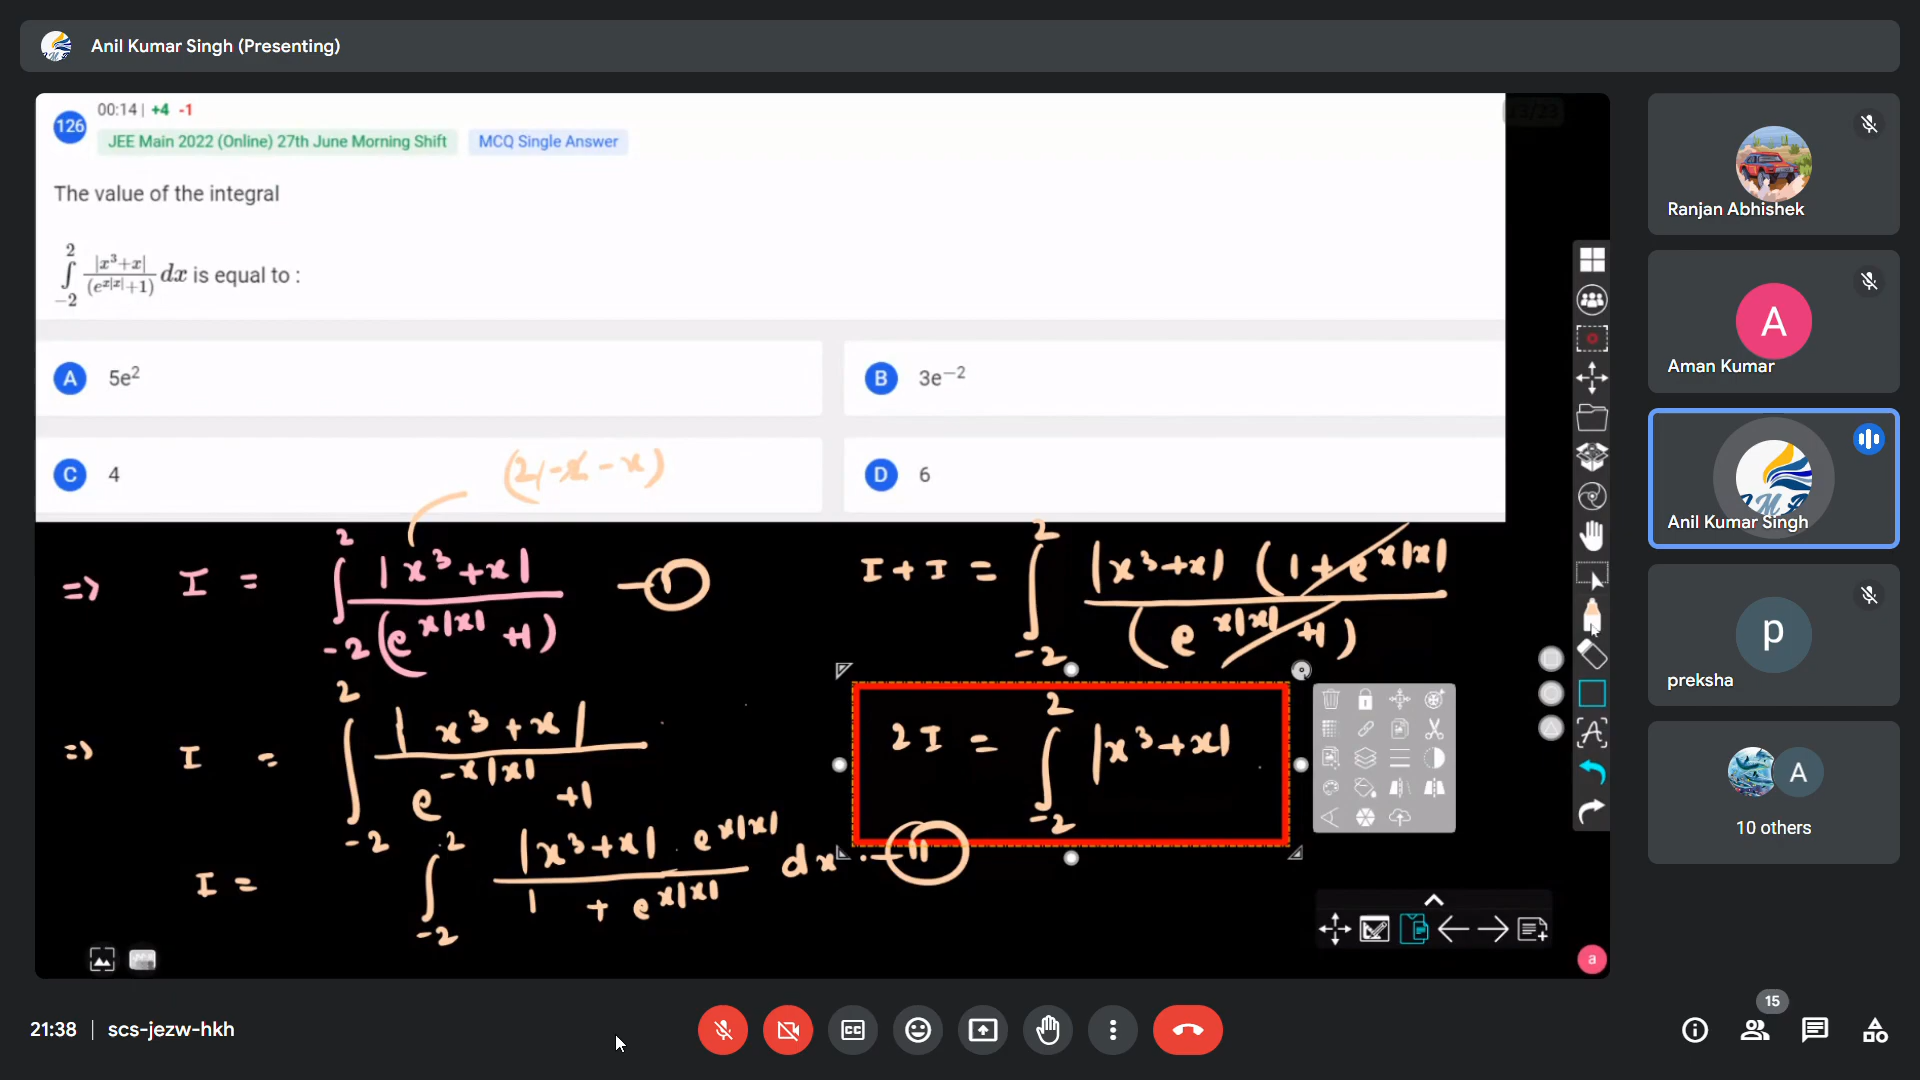 Anil Kumar Singh (Presenting)
126
00:14 | +4 -1
JEE Main 2022 (Online) 27th June Morning Shift MCQ Single Answer
The value of the integral
∫_{-2}^{2} |x³+x| / (e^{x|x|}+1) dx is equal to :
A 5e²
B 3e⁻²
C 4
D 6
(2-2-x)
=> I = ∫_{-2}^{2} |x³+x| / (e^{x|x|} +1) — 1
=> I = ∫_{-2}^{2} |x³+x| / e^{-x|x|} +1
I = ∫_{-2}^{2} |x³+x| . e^{x|x|} / 1 + e^{x|x|} dx. — 11
I + I = ∫_{-2}^{2} |x³+x| (1 + e^{x|x|} / (e^{x|x|} +1)
2I = ∫_{-2}^{2} |x³+x|
Ranjan Abhishek
A
Aman Kumar
Anil Kumar Singh
p
preksha
A
10 others
a
21:38 | scs-jezw-hkh
CC
15